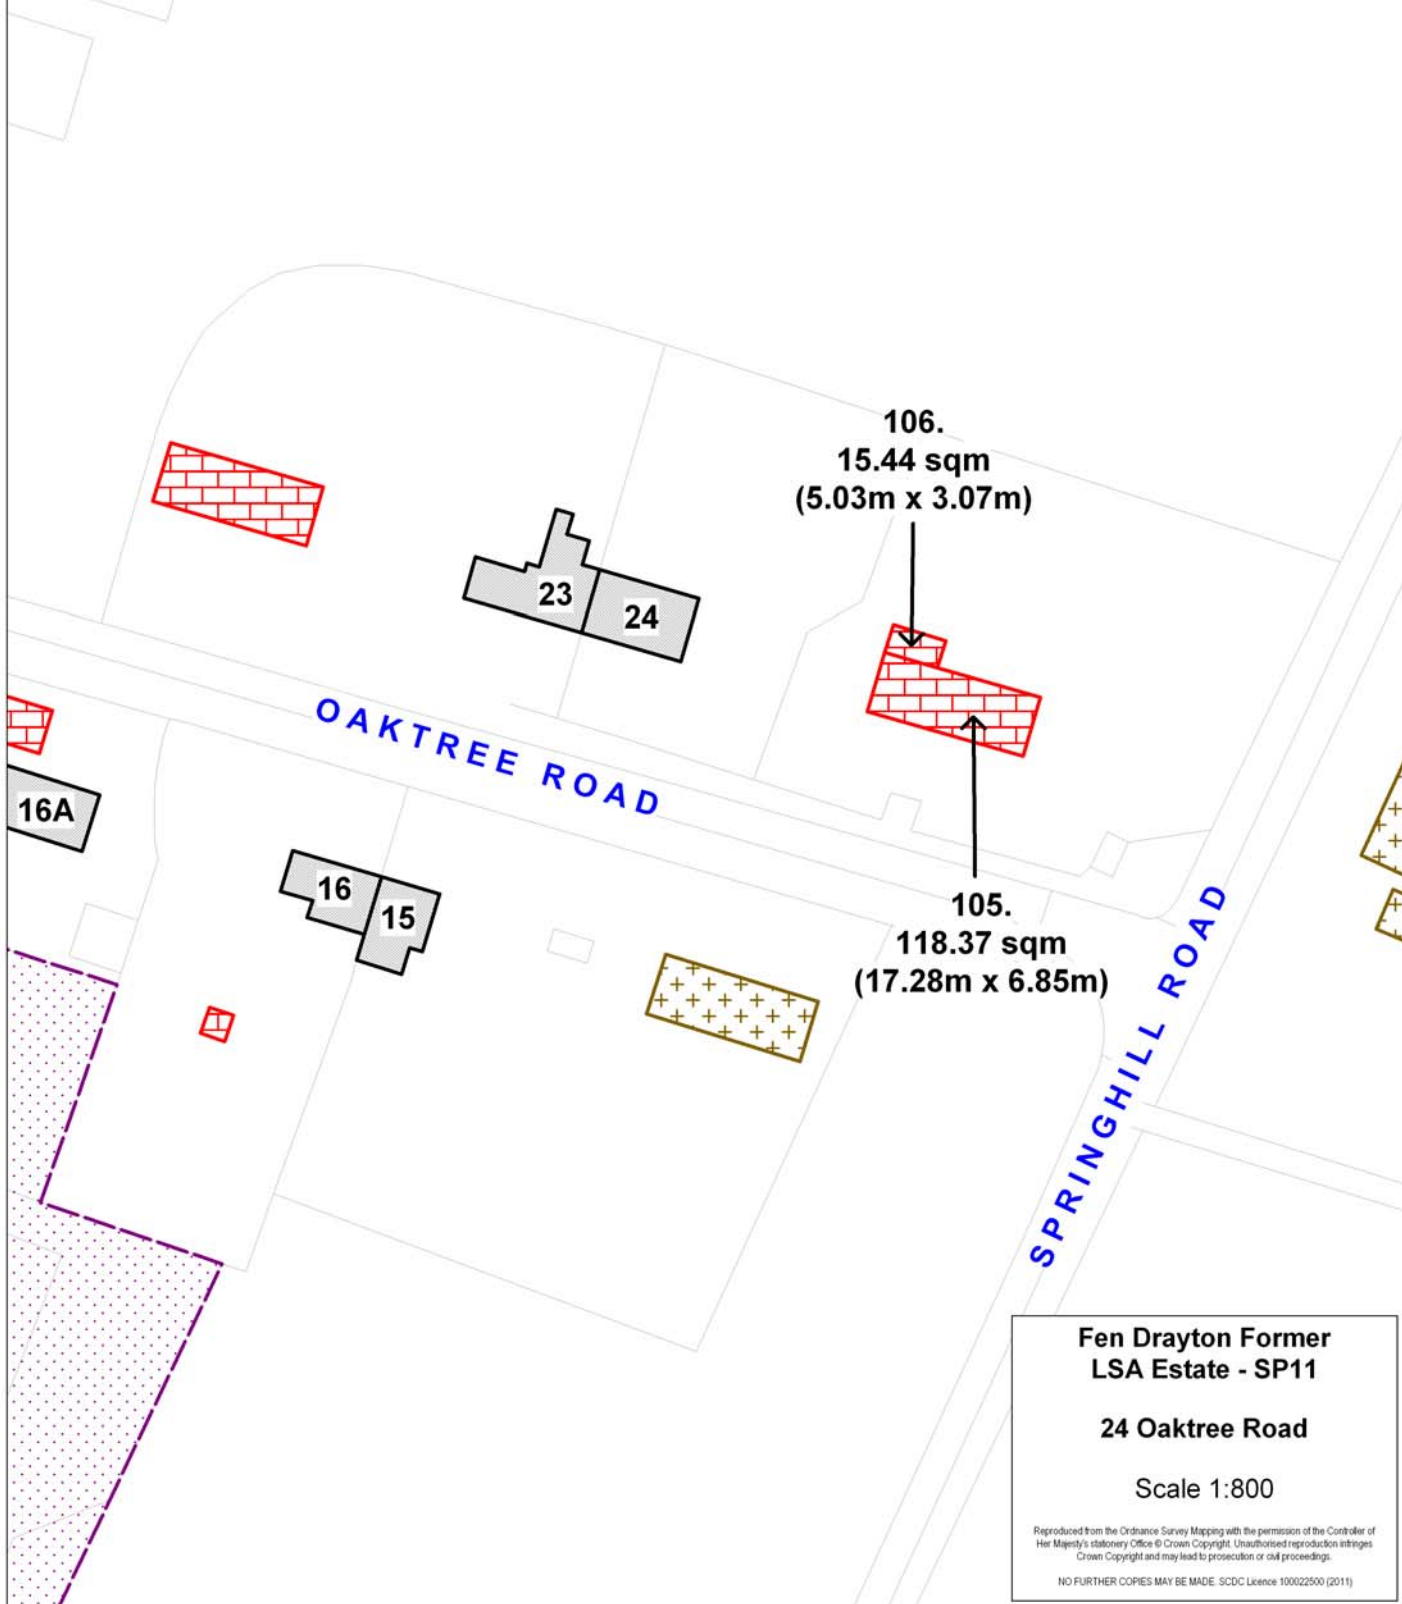 106.
15.44 sqm
(5.03m x 3.07m)
23
24
OAKTREE ROAD
16A
16
15
105.
118.37 sqm
(17.28m x 6.85m)
SPRINGHILL ROAD
Fen Drayton Former
LSA Estate - SP11
24 Oaktree Road
Scale 1:800
Reproduced from the Ordnance Survey Mapping with the permission of the Controller of
Her Majesty's stationery Office © Crown Copyright. Unauthorised reproduction infringes
Crown Copyright and may lead to prosecution or civil proceedings.
NO FURTHER COPIES MAY BE MADE. SCDC Licence 100022500 (2011)